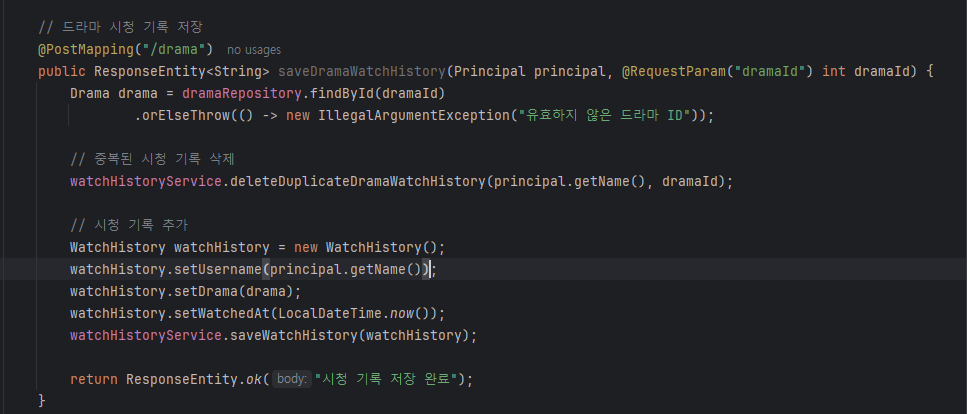 // 드라마 시청 기록 저장
@PostMapping("/drama") no usages
public ResponseEntity<String> saveDramaWatchHistory(Principal principal, @RequestParam("dramaId") int dramaId) {
Drama drama = dramaRepository.findById(dramaId)
.orElseThrow(() -> new IllegalArgumentException("유효하지 않은 드라마 ID"));
// 중복된 시청 기록 삭제
watchHistoryService.deleteDuplicateDramaWatchHistory(principal.getName(), dramaId);
// 시청 기록 추가
WatchHistory watchHistory = new WatchHistory();
watchHistory.setUsername(principal.getName());
watchHistory.setDrama(drama);
watchHistory.setWatchedAt(LocalDateTime.now());
watchHistoryService.saveWatchHistory(watchHistory);
return ResponseEntity.ok( body: "시청 기록 저장 완료");
}